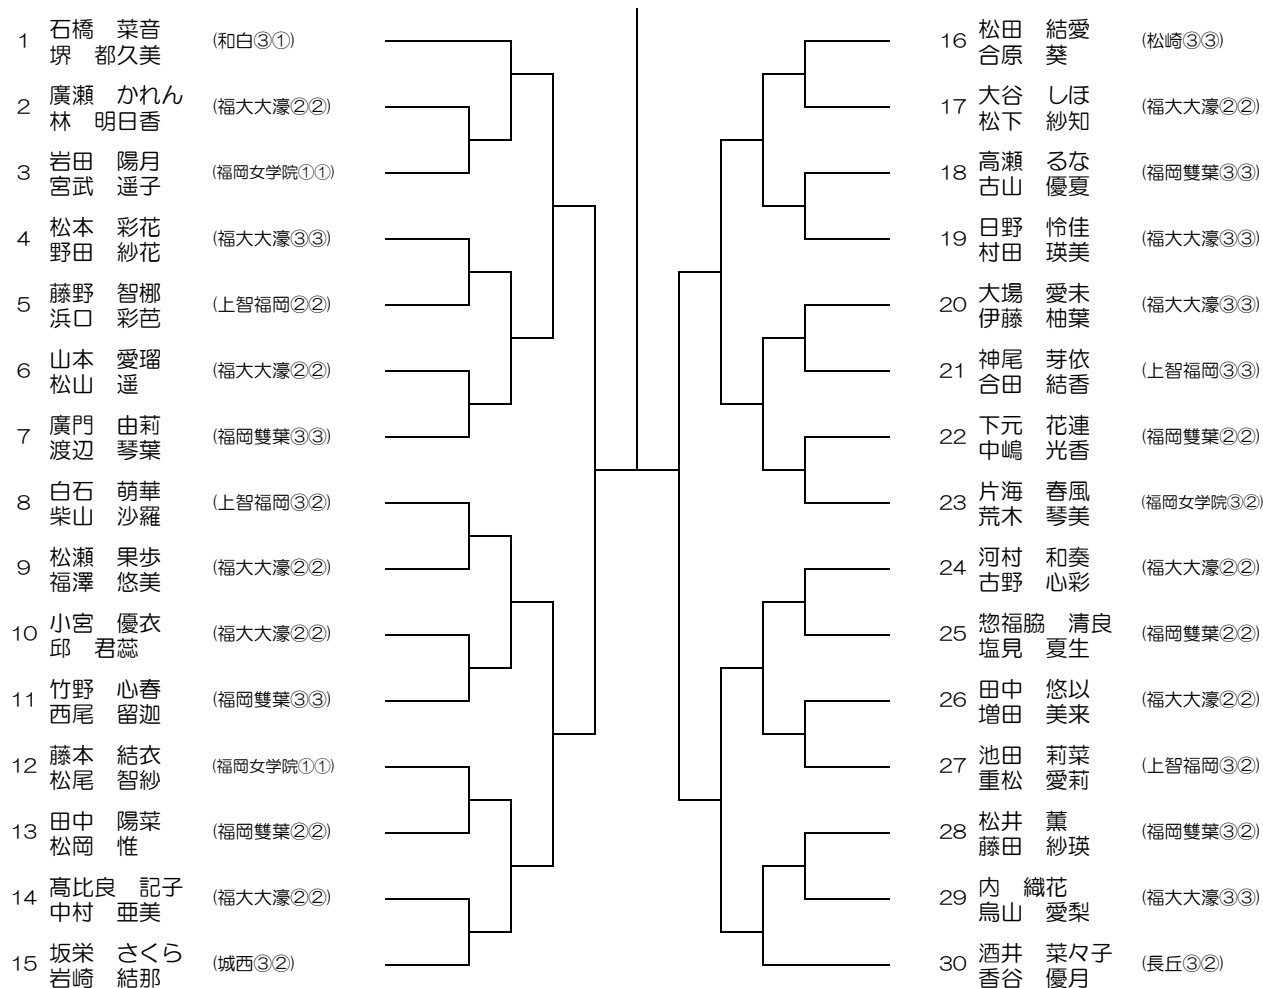 1 石橋　菜音 (和白③①)
堺　都久美
2 廣瀬　かれん (福大大濠②②)
林　明日香
3 岩田　陽月 (福岡女学院①①)
宮武　遥子
4 松本　彩花 (福大大濠③③)
野田　紗花
5 藤野　智梛 (上智福岡②②)
浜口　彩芭
6 山本　愛瑠 (福大大濠②②)
松山　遥
7 廣門　由莉 (福岡雙葉③③)
渡辺　琴葉
8 白石　萌華 (上智福岡③②)
柴山　沙羅
9 松瀬　果歩 (福大大濠②②)
福澤　悠美
10 小宮　優衣 (福大大濠②②)
邱　君蕊
11 竹野　心春 (福岡雙葉③③)
西尾　留迦
12 藤本　結衣 (福岡女学院①①)
松尾　智紗
13 田中　陽菜 (福岡雙葉②②)
松岡　惟
14 髙比良　記子 (福大大濠②②)
中村　亜美
15 坂栄　さくら (城西③②)
岩崎　結那
16 松田　結愛 (松崎③③)
合原　葵
17 大谷　しほ (福大大濠②②)
松下　紗知
18 高瀬　るな (福岡雙葉③③)
古山　優夏
19 日野　怜佳 (福大大濠③③)
村田　瑛美
20 大場　愛未 (福大大濠③③)
伊藤　柚葉
21 神尾　芽依 (上智福岡③③)
合田　結香
22 下元　花連 (福岡雙葉②②)
中嶋　光香
23 片海　春風 (福岡女学院③②)
荒木　琴美
24 河村　和奏 (福大大濠②②)
古野　心彩
25 惣福脇　清良 (福岡雙葉②②)
塩見　夏生
26 田中　悠以 (福大大濠②②)
増田　美来
27 池田　莉菜 (上智福岡③②)
重松　愛莉
28 松井　薫 (福岡雙葉③②)
藤田　紗瑛
29 内　織花 (福大大濠③③)
烏山　愛梨
30 酒井　菜々子 (長丘③②)
香谷　優月